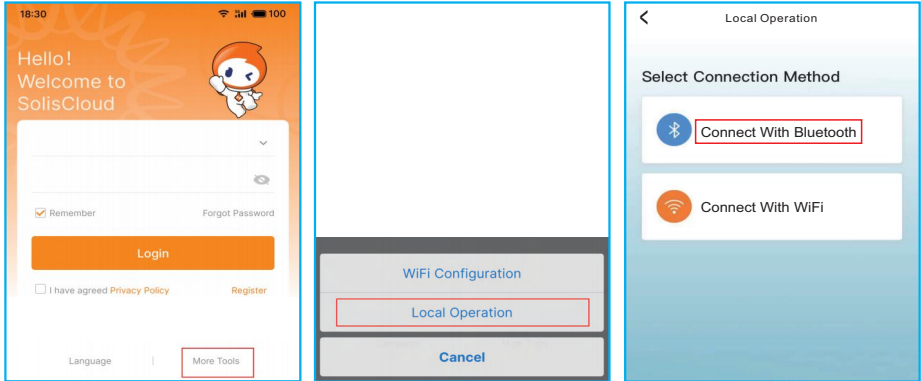 18:30
100
Hello!
Welcome to
SolisCloud
Remember
Forgot Password
Login
I have agreed Privacy Policy
Register
Language
More Tools
WiFi Configuration
Local Operation
Cancel
Local Operation
Select Connection Method
Connect With Bluetooth
Connect With WiFi